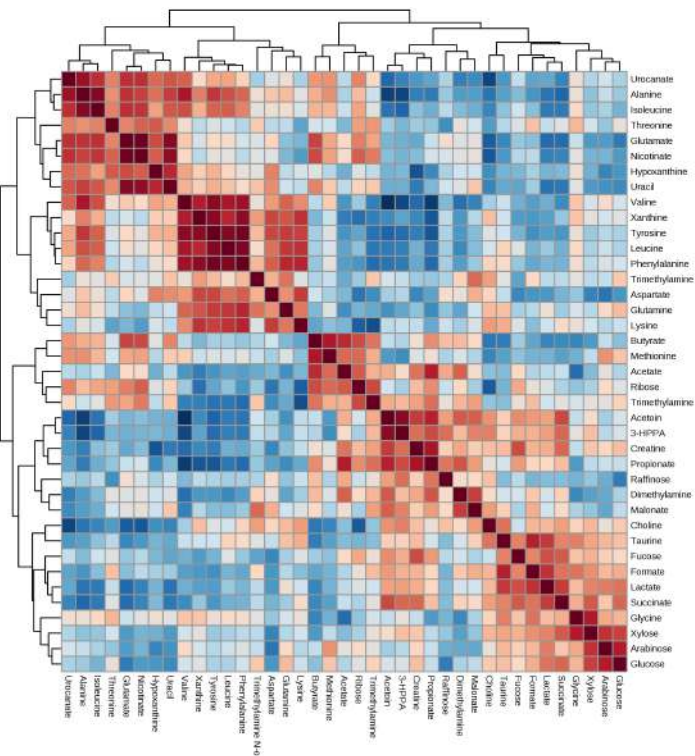 Urocanate
Alanine
Isoleucine
Threonine
Glutamate
Nicotinate
Hypoxanthine
Uracil
Valine
Xanthine
Tyrosine
Leucine
Phenylalanine
Trimethylamine
Aspartate
Glutamine
Lysine
Butyrate
Methionine
Acetate
Ribose
Trimethylamine
Acetoin
3-HPPA
Creatine
Propionate
Raffinose
Dimethylamine
Malonate
Choline
Taurine
Fucose
Formate
Lactate
Succinate
Glycine
Xylose
Arabinose
Glucose
Urocanate
Alanine
Isoleucine
Threonine
Glutamate
Nicotinate
Hypoxanthine
Uracil
Valine
Xanthine
Tyrosine
Leucine
Phenylalanine
Trimethylamine N-o
Aspartate
Glutamine
Lysine
Butyrate
Methionine
Acetate
Ribose
Trimethylamine
Acetoin
3-HPPA
Creatine
Propionate
Raffinose
Dimethylamine
Malonate
Choline
Taurine
Fucose
Formate
Lactate
Succinate
Glycine
Xylose
Arabinose
Glucose